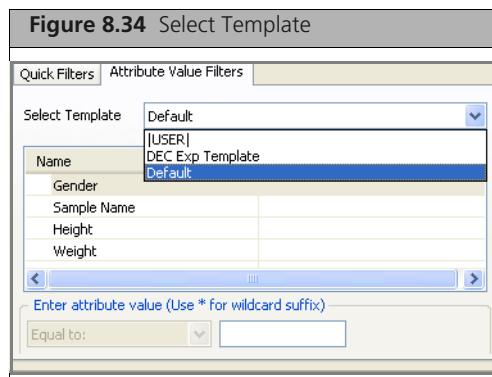 Figure 8.34 Select Template
Quick Filters Attribute Value Filters
Select Template Default
|USER|
DEC Exp Template
Default
Name
Gender
Sample Name
Height
Weight
Enter attribute value (Use * for wildcard suffix)
Equal to: